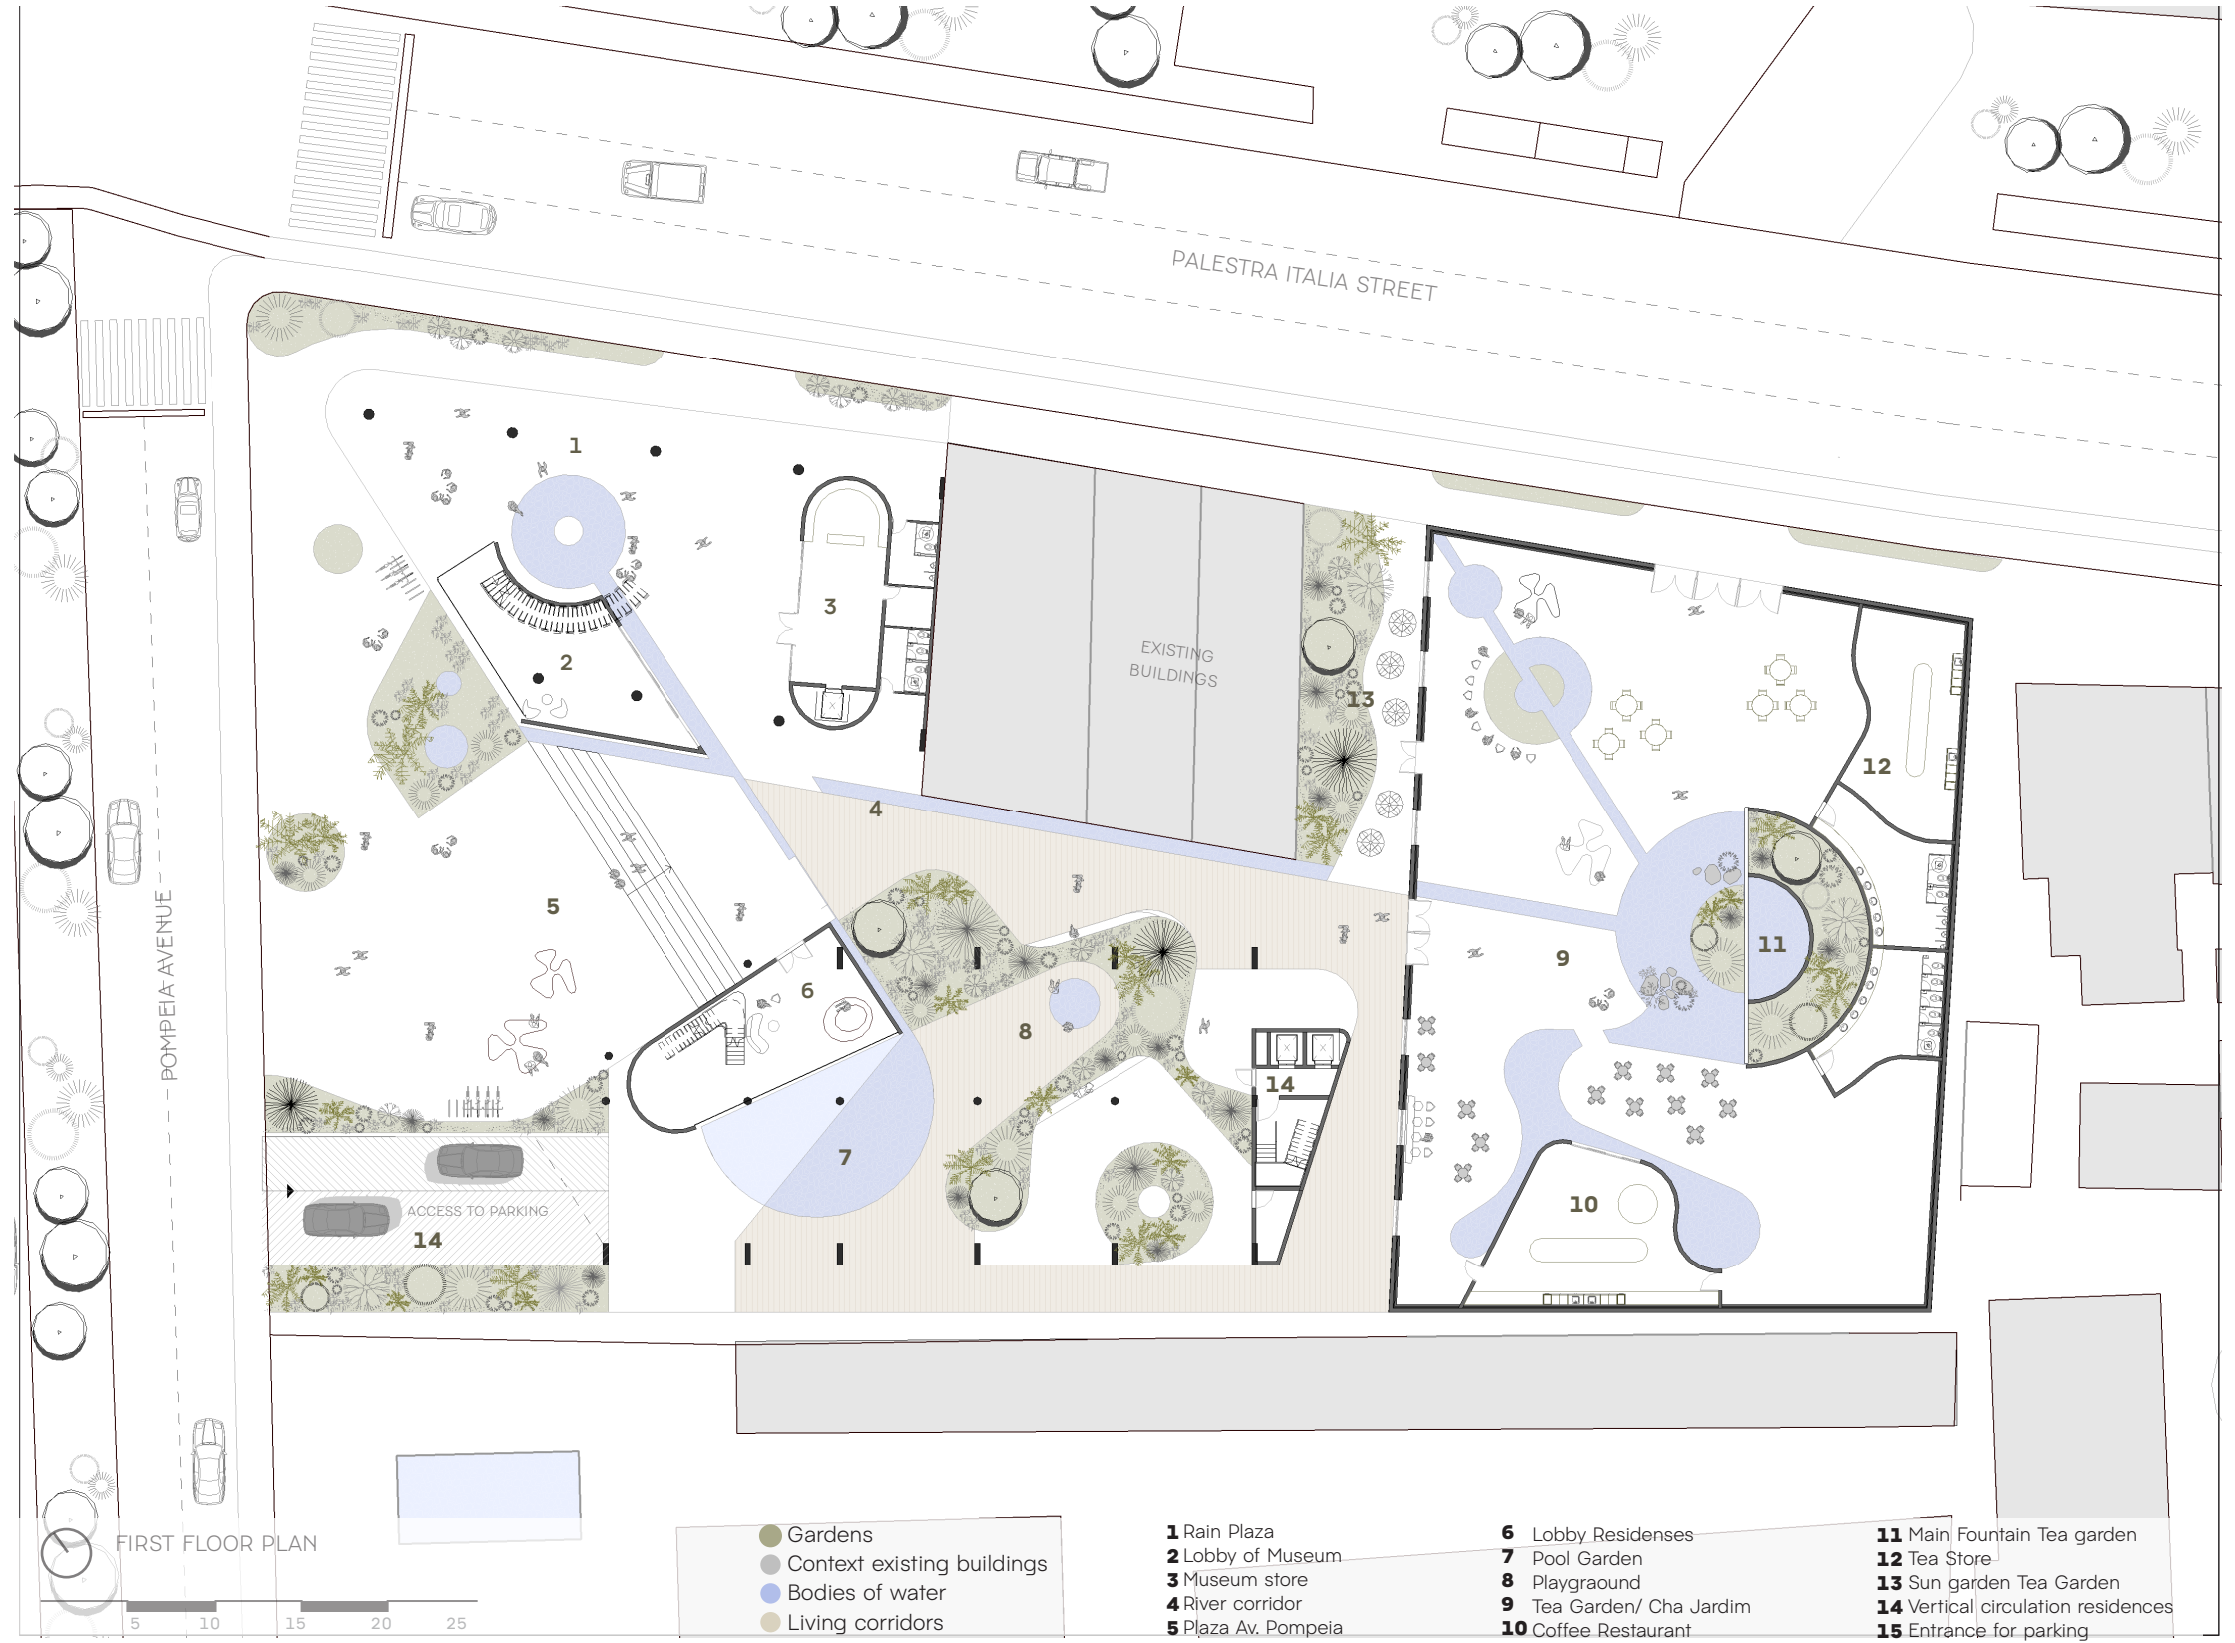 PALESTRA ITALIA STREET
1
2
3
EXISTING
BUILDINGS
13
12
4
5
POMPEIA AVENUE
6
8
11
9
14
7
10
ACCESS TO PARKING
14
FIRST FLOOR PLAN
5 10 15 20 25
Gardens
Context existing buildings
Bodies of water
Living corridors
1 Rain Plaza
2 Lobby of Museum
3 Museum store
4 River corridor
5 Plaza Av. Pompeia
6 Lobby Residenses
7 Pool Garden
8 Playgraound
9 Tea Garden/ Cha Jardim
10 Coffee Restaurant
11 Main Fountain Tea garden
12 Tea Store
13 Sun garden Tea Garden
14 Vertical circulation residences
15 Entrance for parking